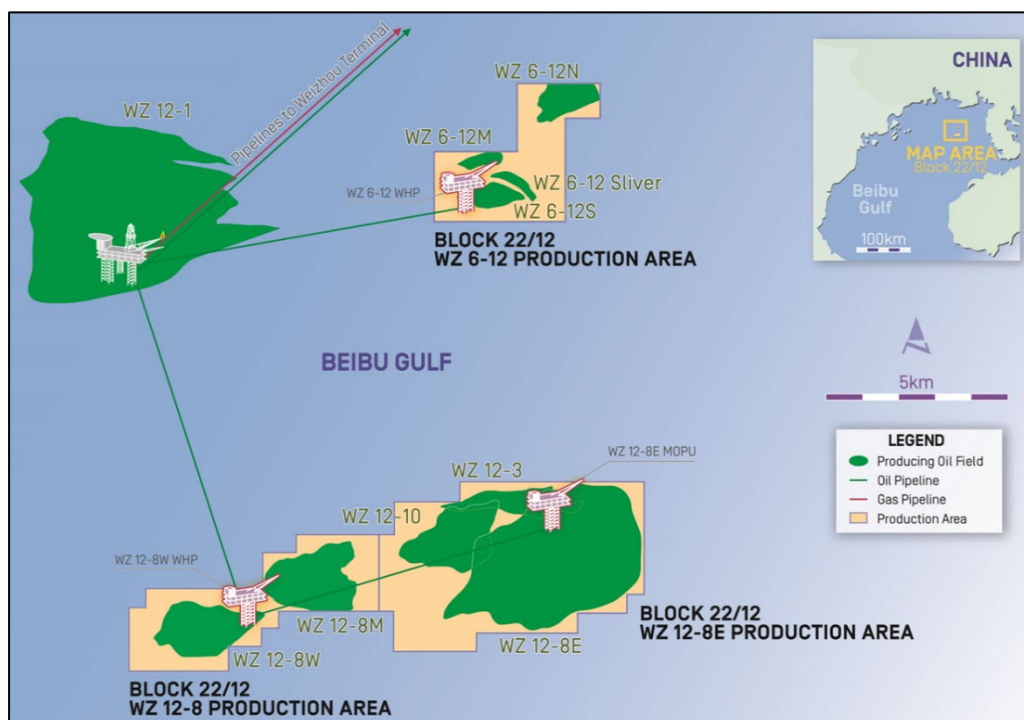 WZ 12-1
Pipelines to Weizhou Terminal
WZ 6-12N
WZ 6-12M
WZ 6-12 WHP
WZ 6-12 Sliver
WZ 6-12S
BLOCK 22/12
WZ 6-12 PRODUCTION AREA
CHINA
MAP AREA
Block 22/12
Beibu
Gulf
100km
BEIBU GULF
5km
LEGEND
Producing Oil Field
Oil Pipeline
Gas Pipeline
Production Area
WZ 12-8E MOPU
WZ 12-3
WZ 12-10
WZ 12-8W WHP
WZ 12-8M
WZ 12-8E
WZ 12-8W
BLOCK 22/12
WZ 12-8E PRODUCTION AREA
BLOCK 22/12
WZ 12-8 PRODUCTION AREA